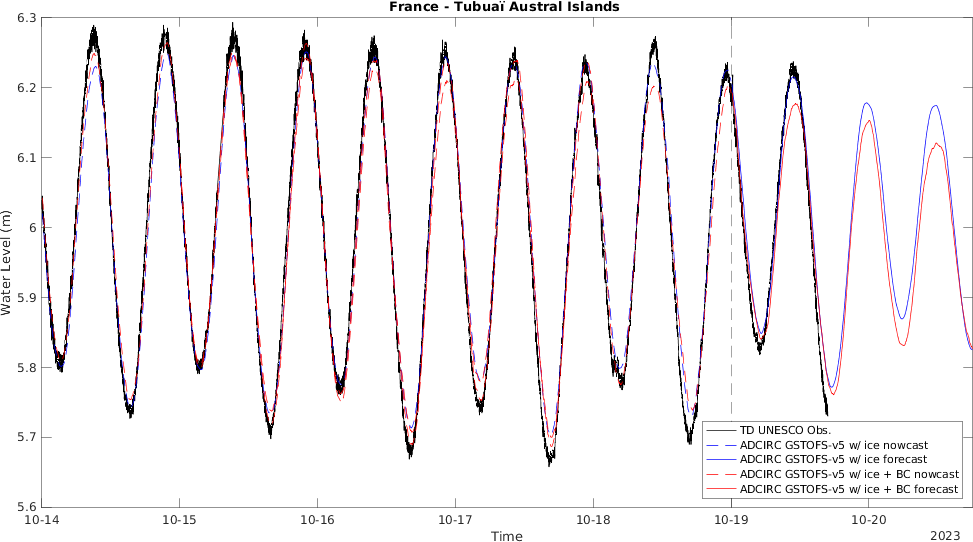 France - Tubuaï Austral Islands
6.3
6.2
6.1
6
5.9
5.8
5.7
5.6
Water Level (m)
TD UNESCO Obs.
ADCIRC GSTOFS-v5 w/ ice nowcast
ADCIRC GSTOFS-v5 w/ ice forecast
ADCIRC GSTOFS-v5 w/ ice + BC nowcast
ADCIRC GSTOFS-v5 w/ ice + BC forecast
10-14 10-15 10-16 10-17 10-18 10-19 10-20
Time
2023